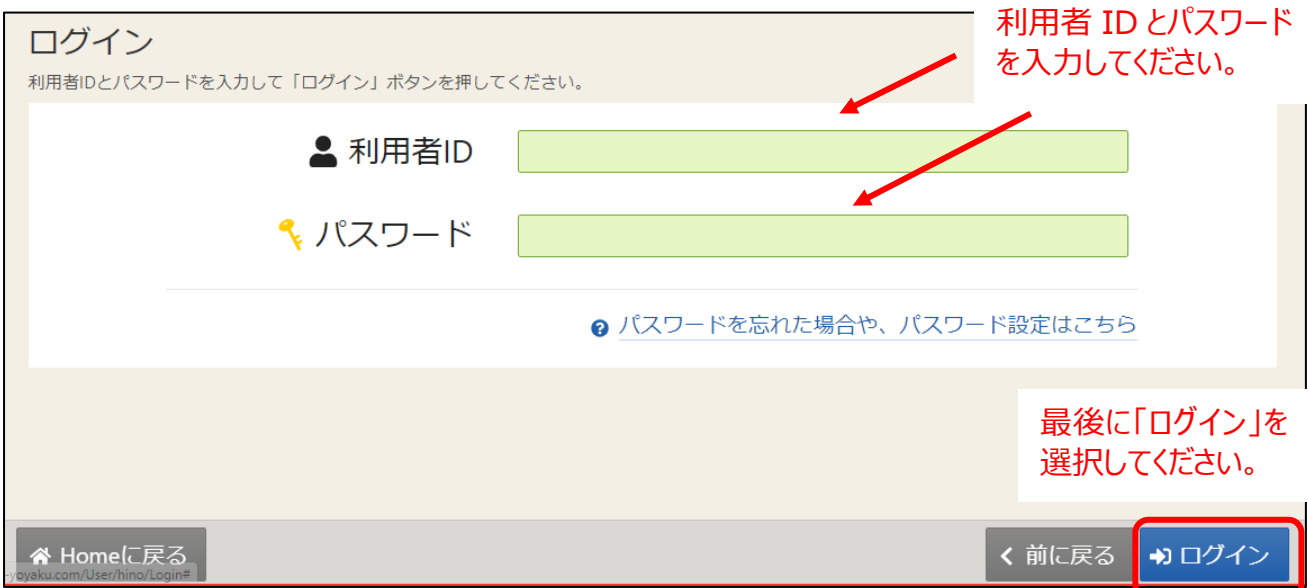 利用者 ID とパスワード
を入力してください。
ログイン
利用者IDとパスワードを入力して「ログイン」ボタンを押してください。
利用者ID
パスワード
パスワードを忘れた場合や、パスワード設定はこちら
最後に「ログイン」を
選択してください。
Homeに戻る
前に戻る
ログイン
-yoyaku.com/User/hino/Login#